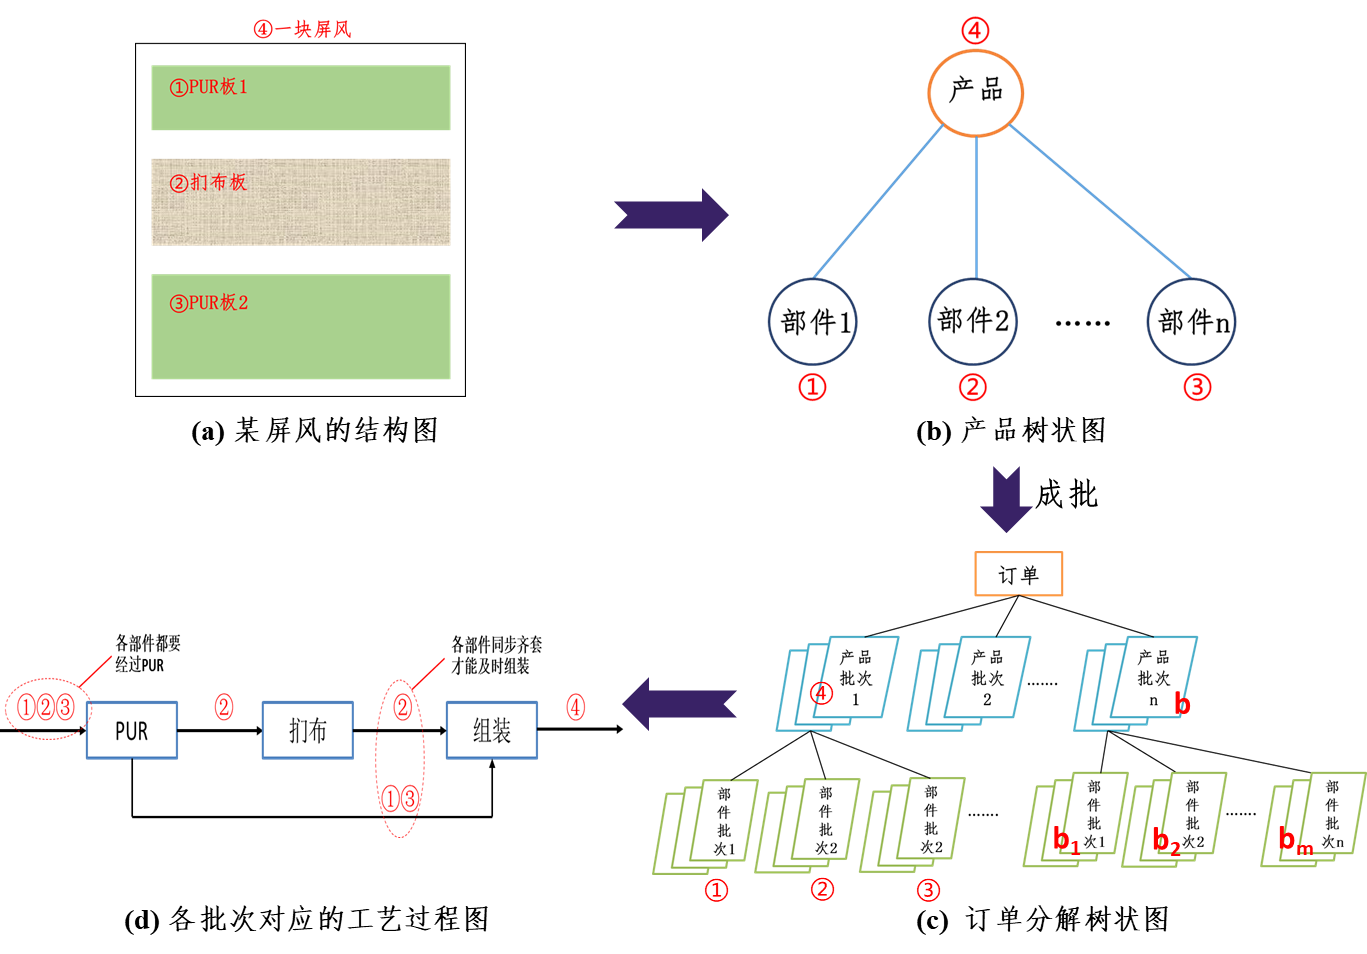 ④一块屏风
①PUR板1
②扪布板
③PUR板2
(a) 某屏风的结构图
④
产品
部件1
部件2
……
部件n
①
②
③
(b) 产品树状图
成批
订单
产品
批次
1
④
产品
批次
2
.......
产品
批次
n
b
部
件
批
次1
①
部
件
批
次2
②
部
件
批
次2
③
.......
部
件
批
次1
b1
部
件
批
次2
b2
.......
部
件
批
次n
bm
(c) 订单分解树状图
各部件都要
经过PUR
①②③
PUR
②
扪布
各部件同步齐套
才能及时组装
②
①③
组装
④
(d) 各批次对应的工艺过程图